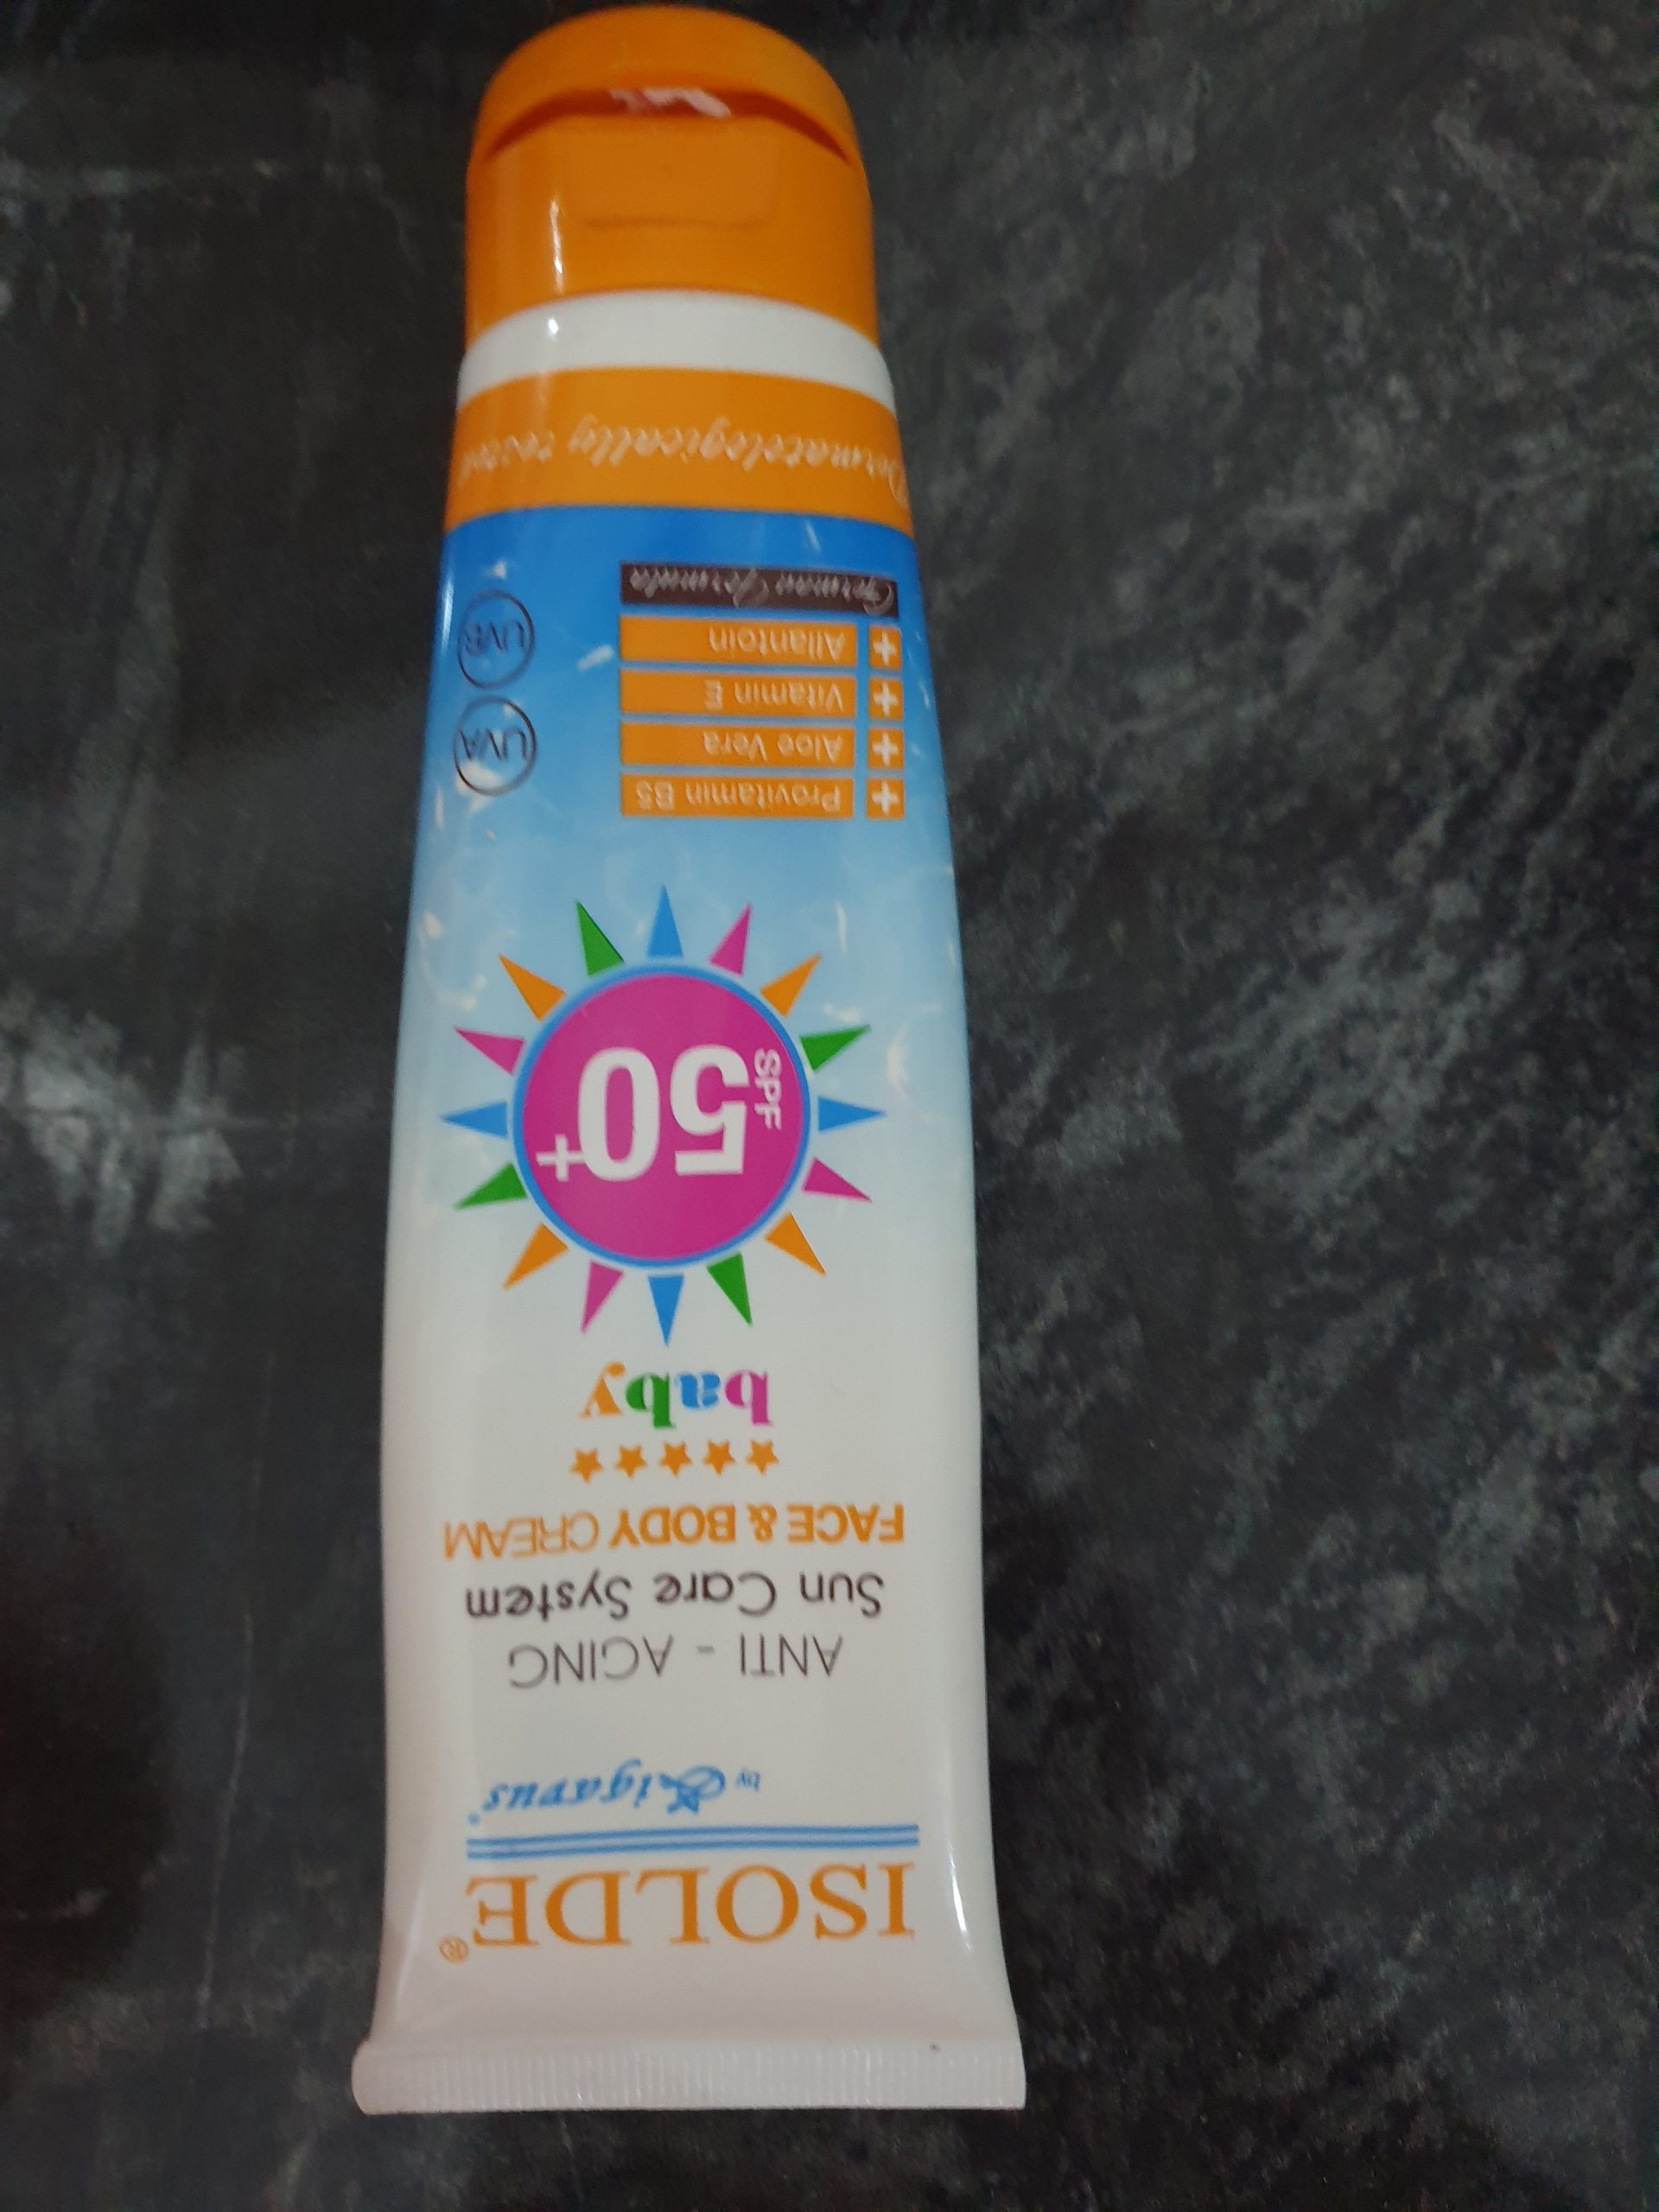 ISOLDE®
by Zigavus®
ANTI - AGING
Sun Care System
FACE & BODY CREAM
baby
SPF
50+
+ Provitamin B5
+ Aloe Vera
+ Vitamin E
+ Allantoin
German Formula
UVA
UVB
Dermatologically tested